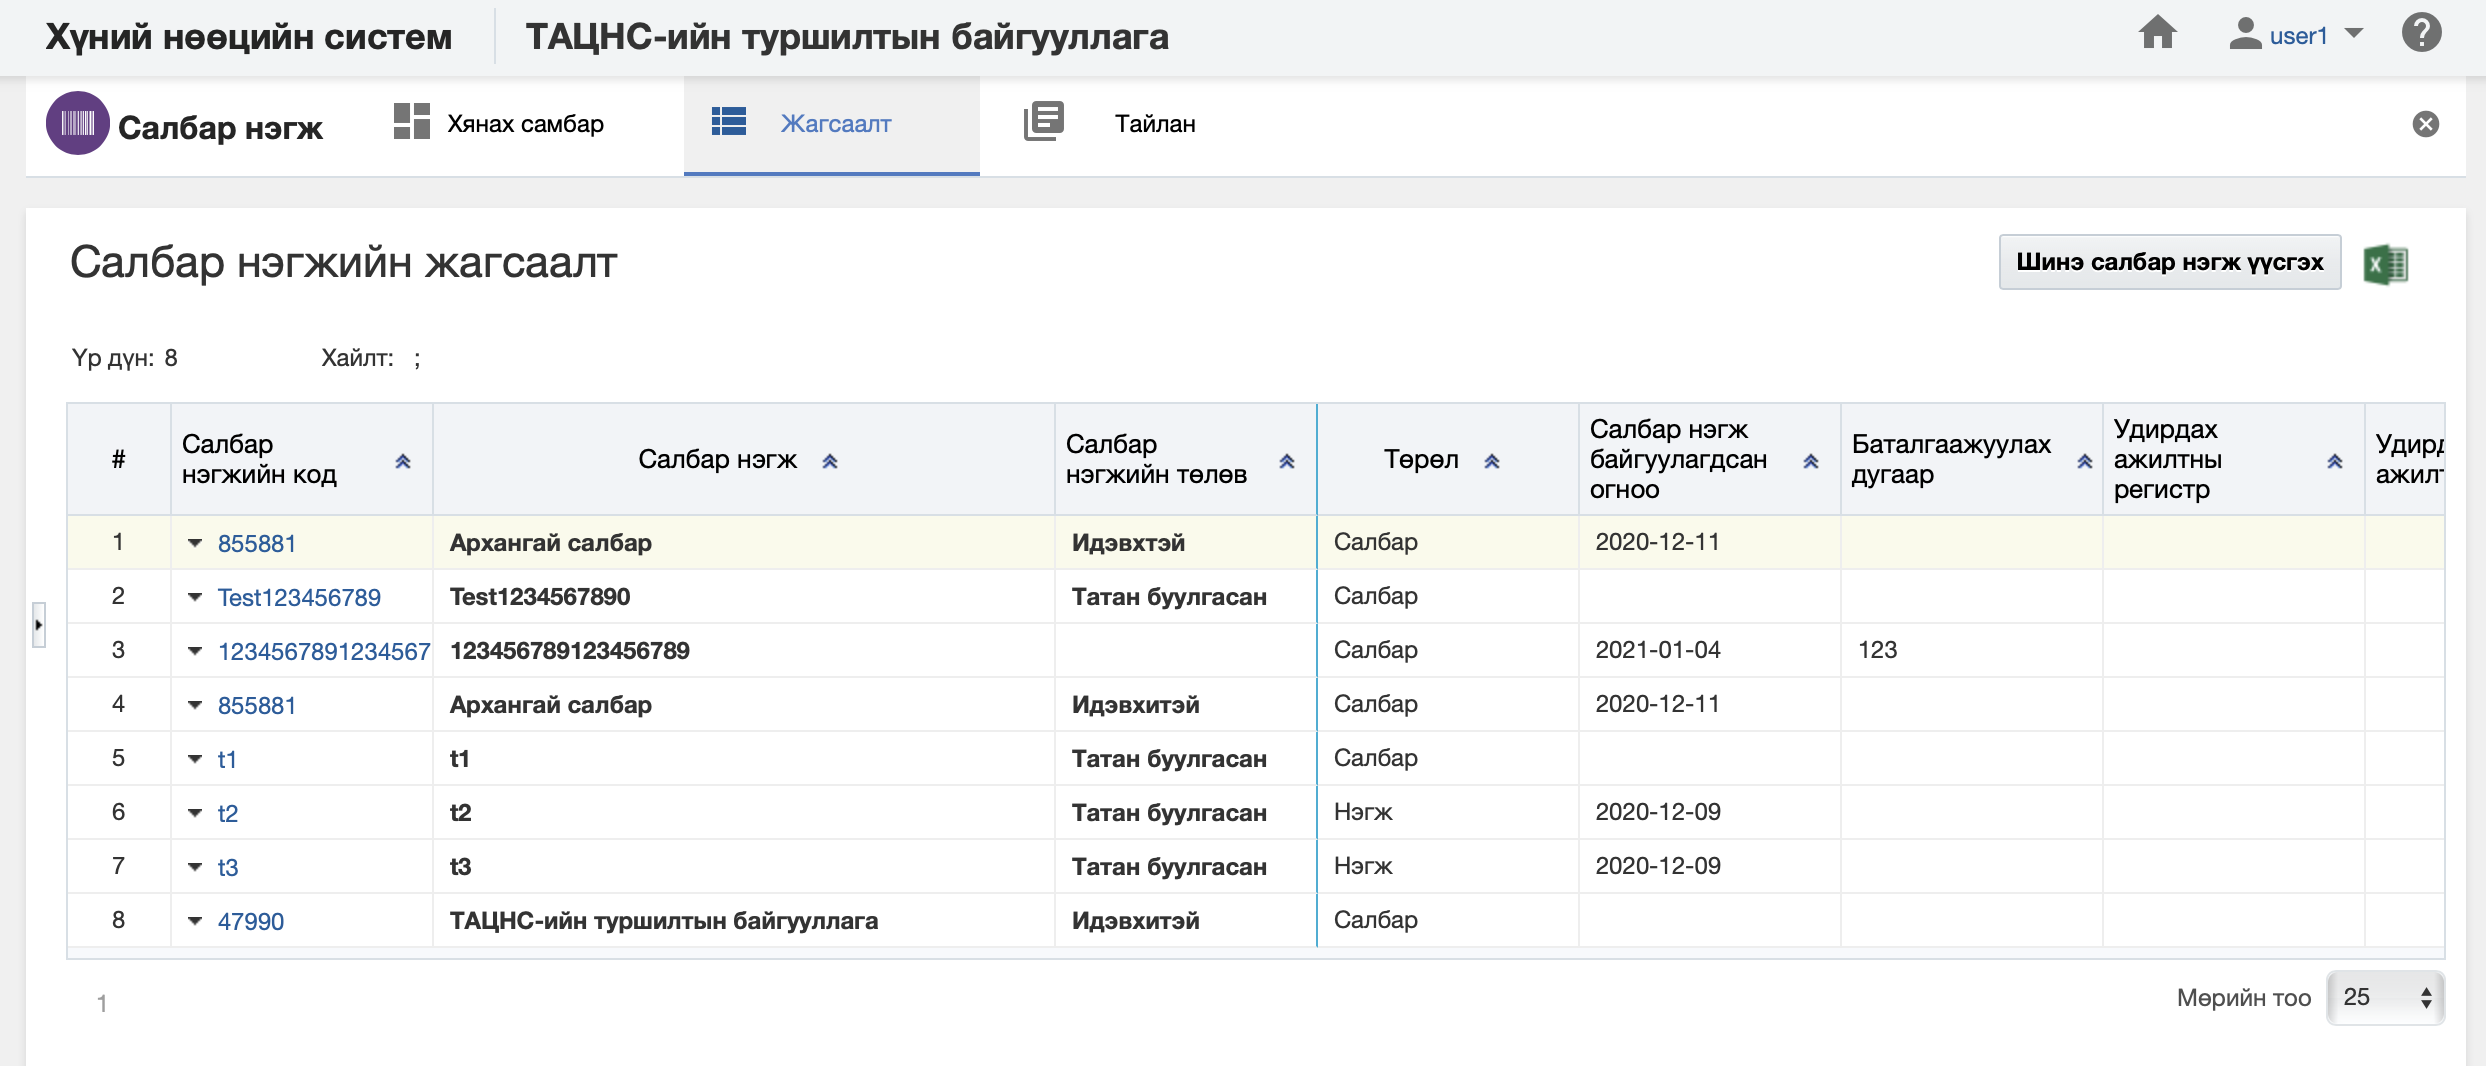 Хүний нөөцийн систем ТАЦНС-ийн туршилтын байгууллага user1
Салбар нэгж Хянах самбар Жагсаалт Тайлан
Салбар нэгжийн жагсаалт Шинэ салбар нэгж үүсгэх
Үр дүн: 8 Хайлт: ;
# Салбар нэгжийн код Салбар нэгж Салбар нэгжийн төлөв Төрөл Салбар нэгж байгуулагдсан огноо Баталгаажуулах дугаар Удирдах ажилтны регистр
1 855881 Архангай салбар Идэвхтэй Салбар 2020-12-11
2 Test123456789 Test1234567890 Татан буулгасан Салбар
3 1234567891234567 123456789123456789 Салбар 2021-01-04 123
4 855881 Архангай салбар Идэвхитэй Салбар 2020-12-11
5 t1 t1 Татан буулгасан Салбар
6 t2 t2 Татан буулгасан Нэгж 2020-12-09
7 t3 t3 Татан буулгасан Нэгж 2020-12-09
8 47990 ТАЦНС-ийн туршилтын байгууллага Идэвхитэй Салбар
1 Мөрийн тоо 25